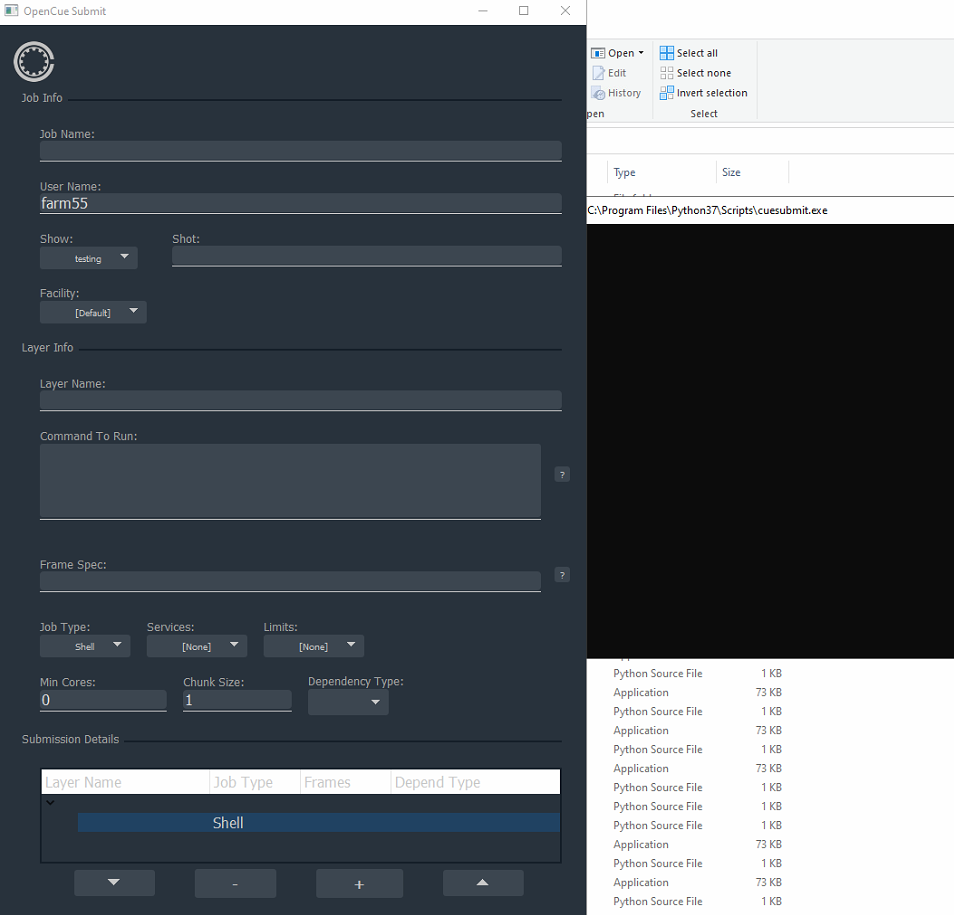 OpenCue Submit
Job Info
Job Name:
User Name:
farm55
Show:
Shot:
testing
Facility:
[Default]
Layer Info
Layer Name:
Command To Run:
?
Frame Spec:
?
Job Type:
Services:
Limits:
Shell
[None]
[None]
Min Cores:
Chunk Size:
Dependency Type:
0
1
Submission Details
Layer Name
Job Type
Frames
Depend Type
Shell
-
+
Open
Select all
Edit
Select none
History
Invert selection
pen
Select
Type
Size
C:\Program Files\Python37\Scripts\cuesubmit.exe
Python Source File 1 KB
Application 73 KB
Python Source File 1 KB
Application 73 KB
Python Source File 1 KB
Application 73 KB
Python Source File 1 KB
Python Source File 1 KB
Python Source File 1 KB
Application 73 KB
Python Source File 1 KB
Application 73 KB
Python Source File 1 KB